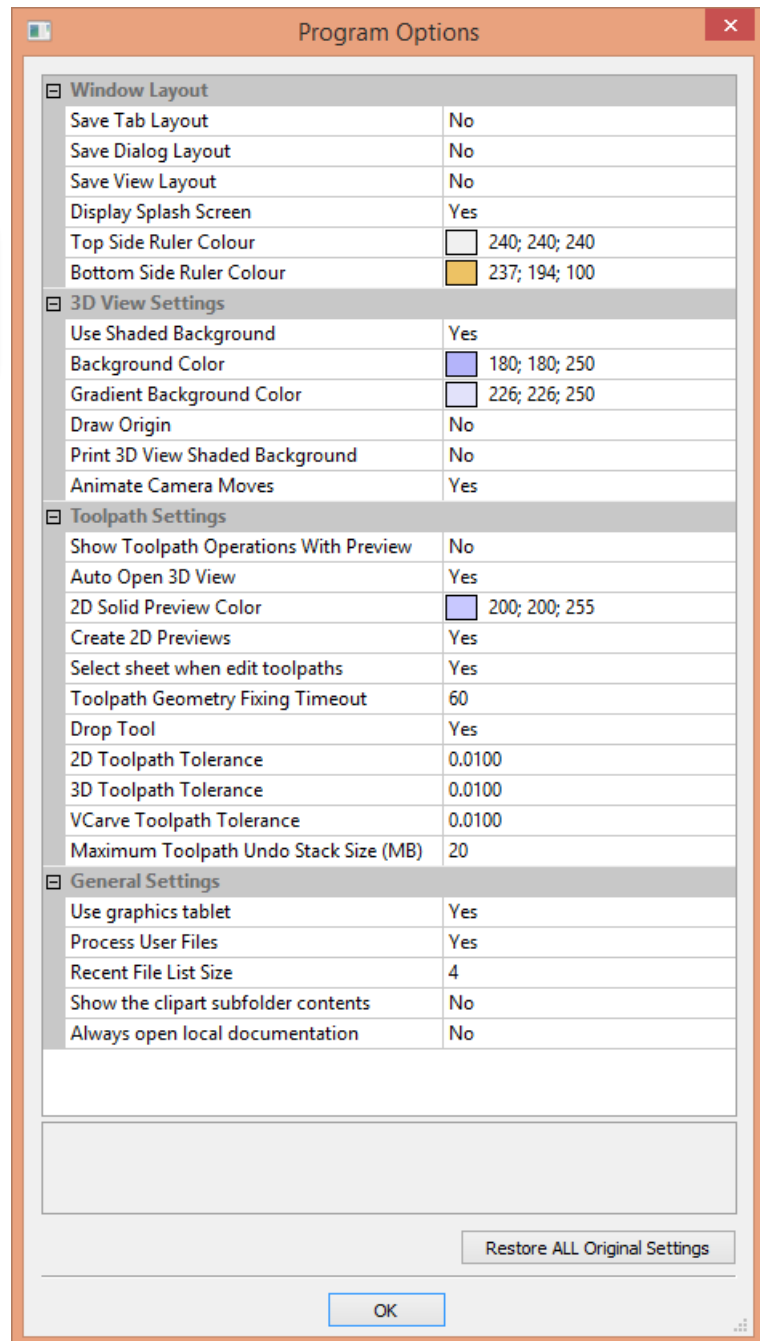 Program Options
Window Layout
Save Tab Layout No
Save Dialog Layout No
Save View Layout No
Display Splash Screen Yes
Top Side Ruler Colour 240; 240; 240
Bottom Side Ruler Colour 237; 194; 100
3D View Settings
Use Shaded Background Yes
Background Color 180; 180; 250
Gradient Background Color 226; 226; 250
Draw Origin No
Print 3D View Shaded Background No
Animate Camera Moves Yes
Toolpath Settings
Show Toolpath Operations With Preview No
Auto Open 3D View Yes
2D Solid Preview Color 200; 200; 255
Create 2D Previews Yes
Select sheet when edit toolpaths Yes
Toolpath Geometry Fixing Timeout 60
Drop Tool Yes
2D Toolpath Tolerance 0.0100
3D Toolpath Tolerance 0.0100
VCarve Toolpath Tolerance 0.0100
Maximum Toolpath Undo Stack Size (MB) 20
General Settings
Use graphics tablet Yes
Process User Files Yes
Recent File List Size 4
Show the clipart subfolder contents No
Always open local documentation No
Restore ALL Original Settings
OK